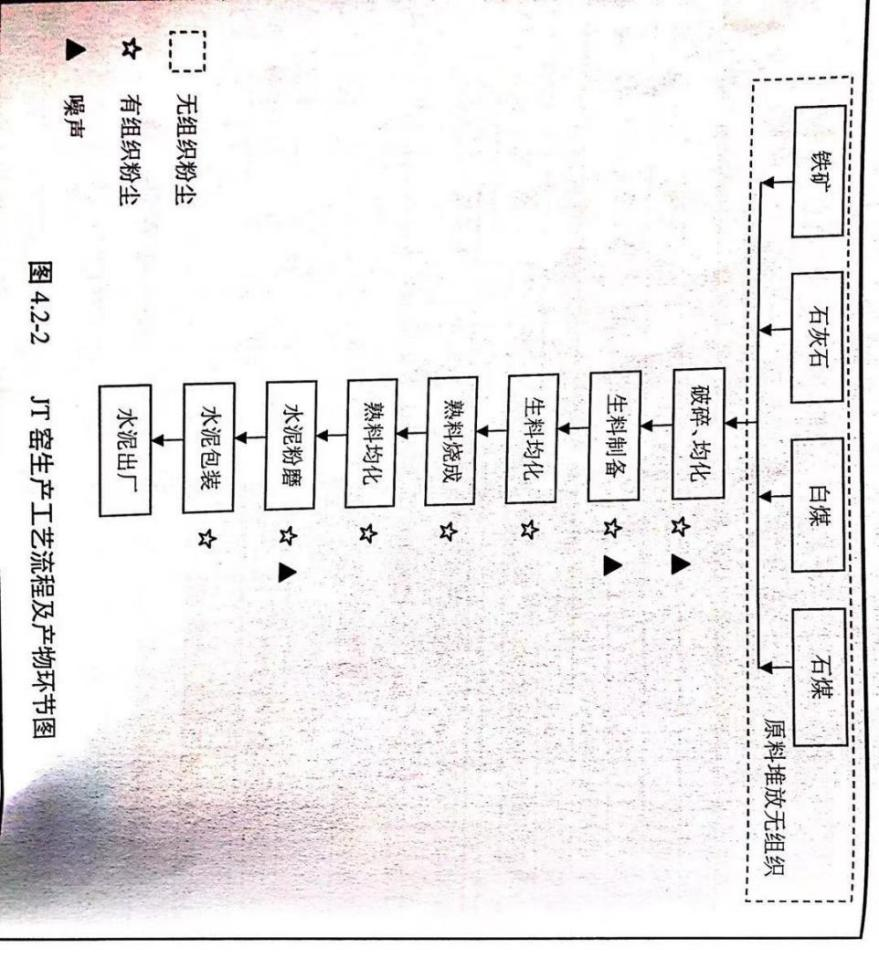 铁矿
石灰石
白煤
石煤
原料堆放无组织
破碎、均化
生料制备
生料均化
熟料烧成
熟料均化
水泥粉磨
水泥包装
水泥出厂
无组织粉尘
有组织粉尘
噪声
图 4.2-2 JT 窑生产工艺流程及产物环节图